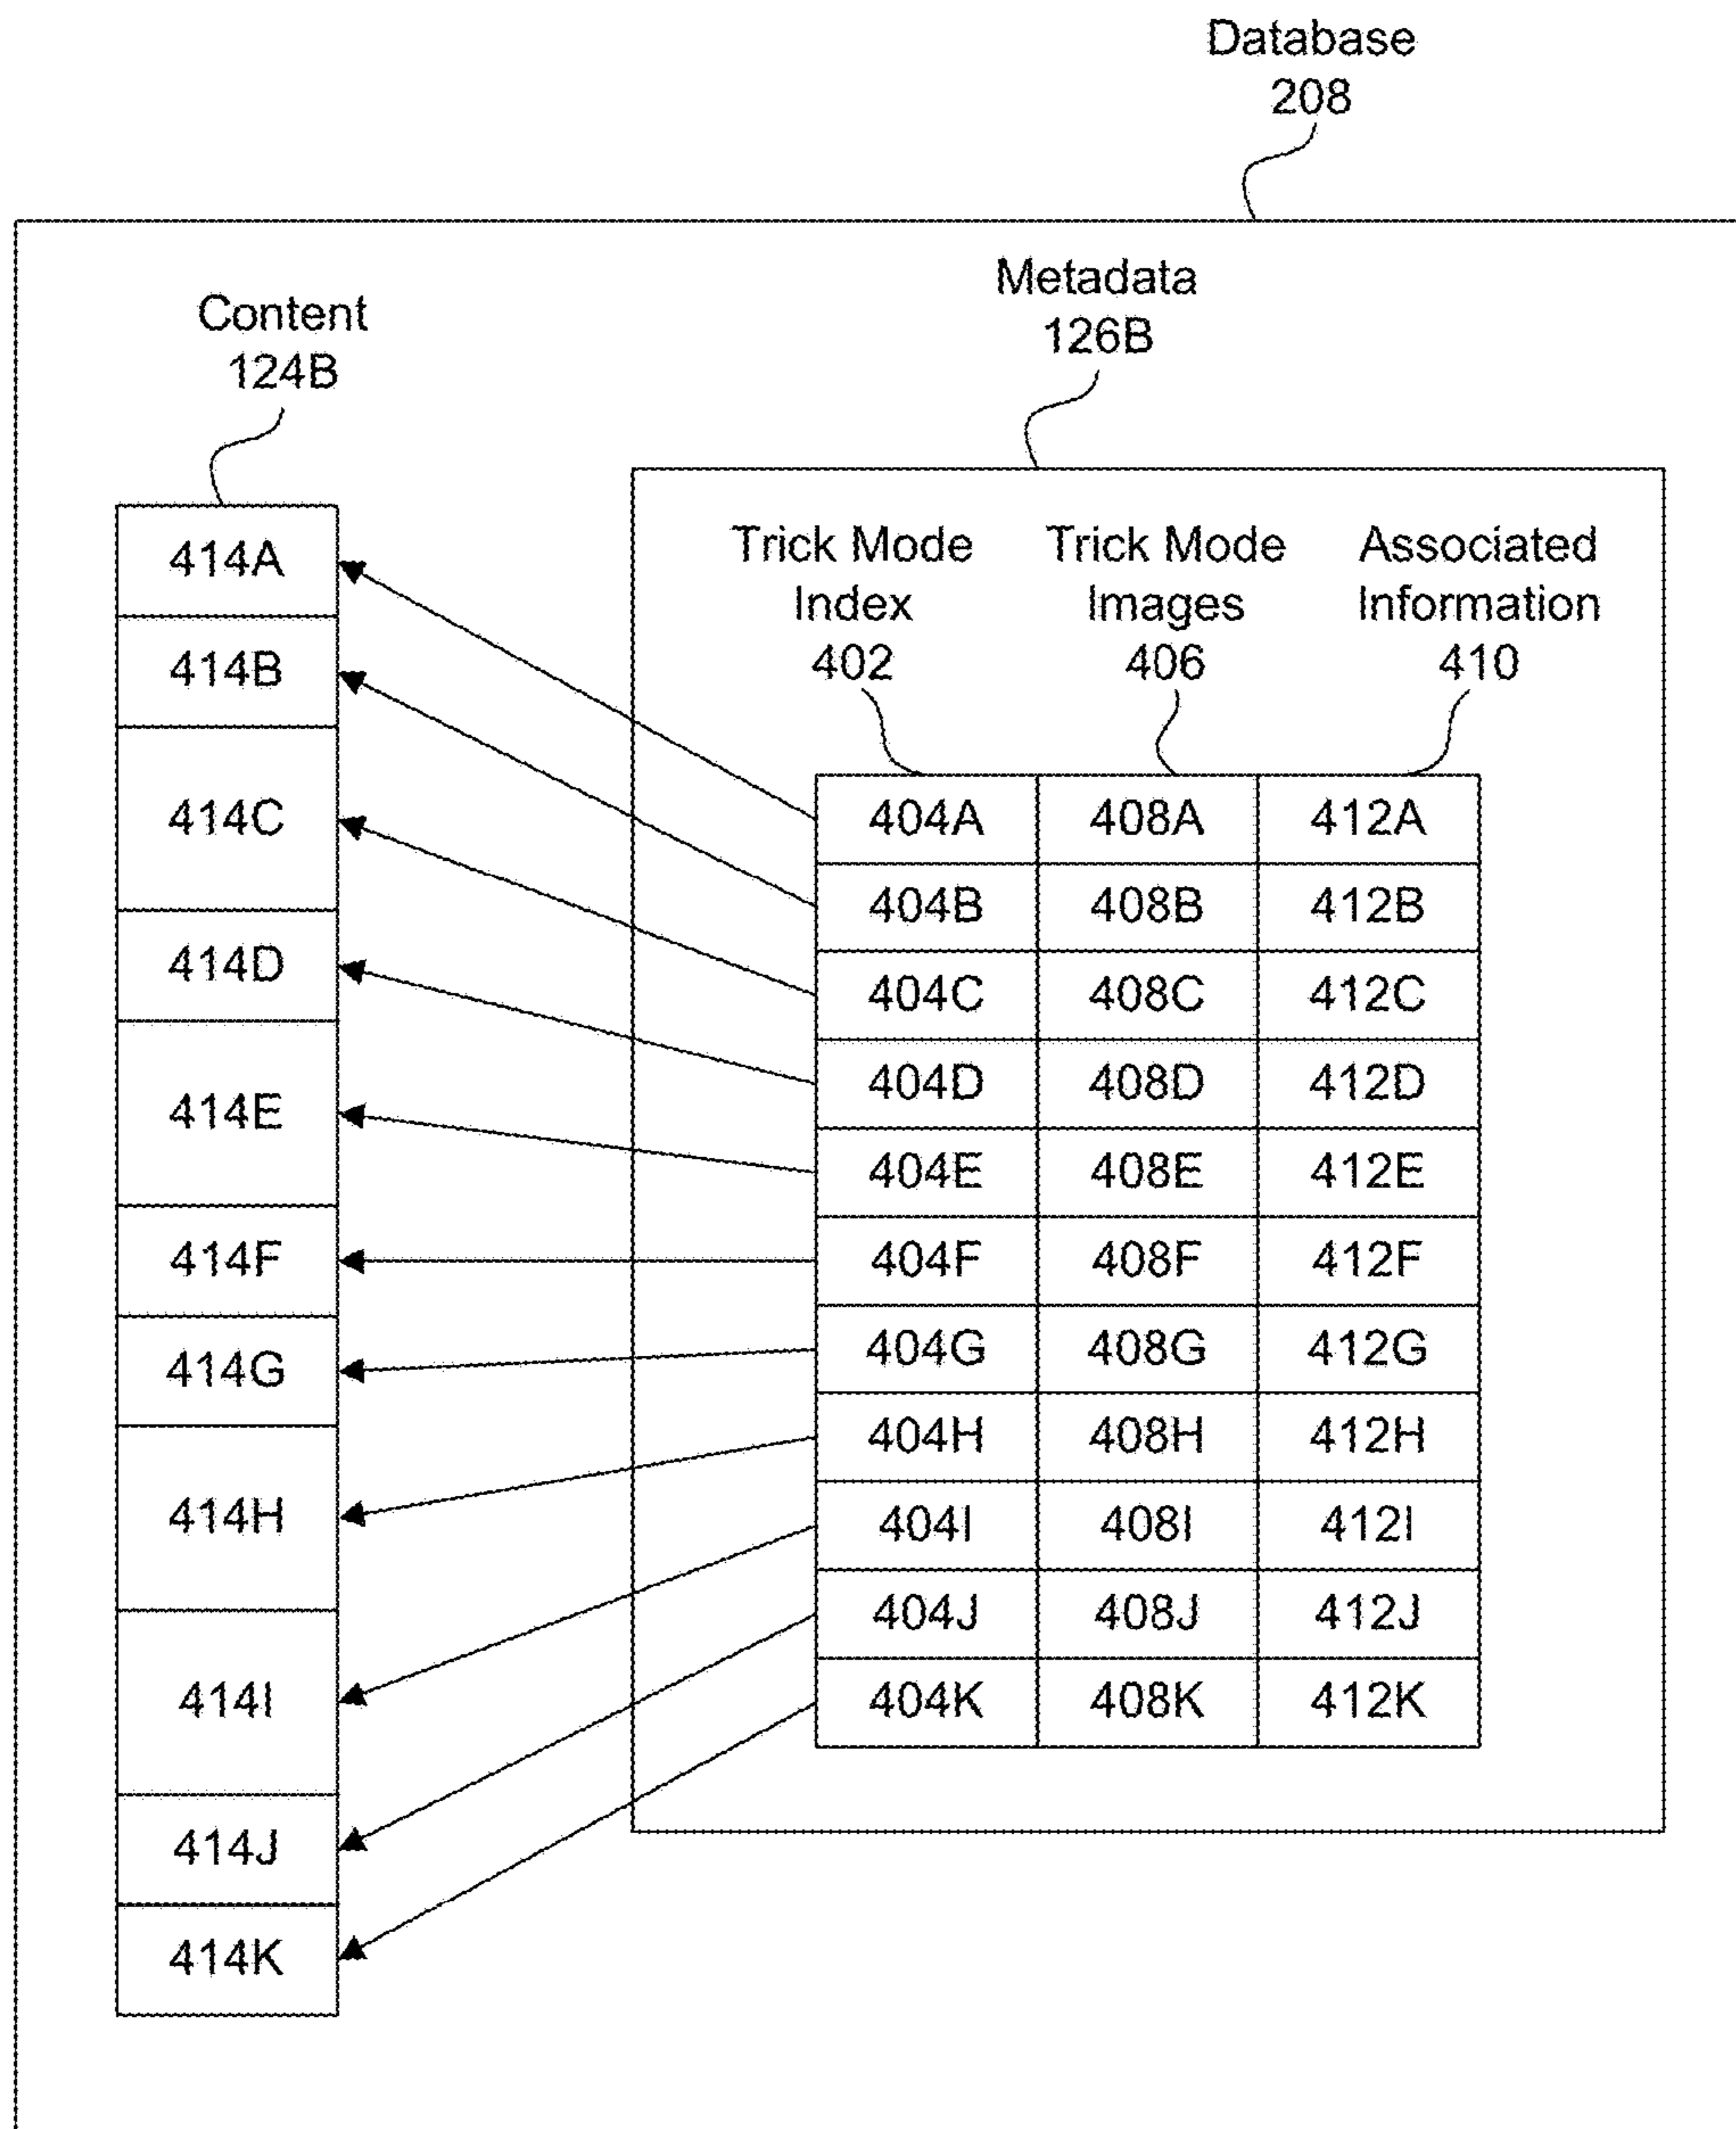 Database
208
Content
124B
Metadata
126B
Trick Mode
Index
402
Trick Mode
Images
406
Associated
Information
410
414A
414B
414C
414D
414E
414F
414G
414H
414I
414J
414K
404A 408A 412A
404B 408B 412B
404C 408C 412C
404D 408D 412D
404E 408E 412E
404F 408F 412F
404G 408G 412G
404H 408H 412H
404I 408I 412I
404J 408J 412J
404K 408K 412K